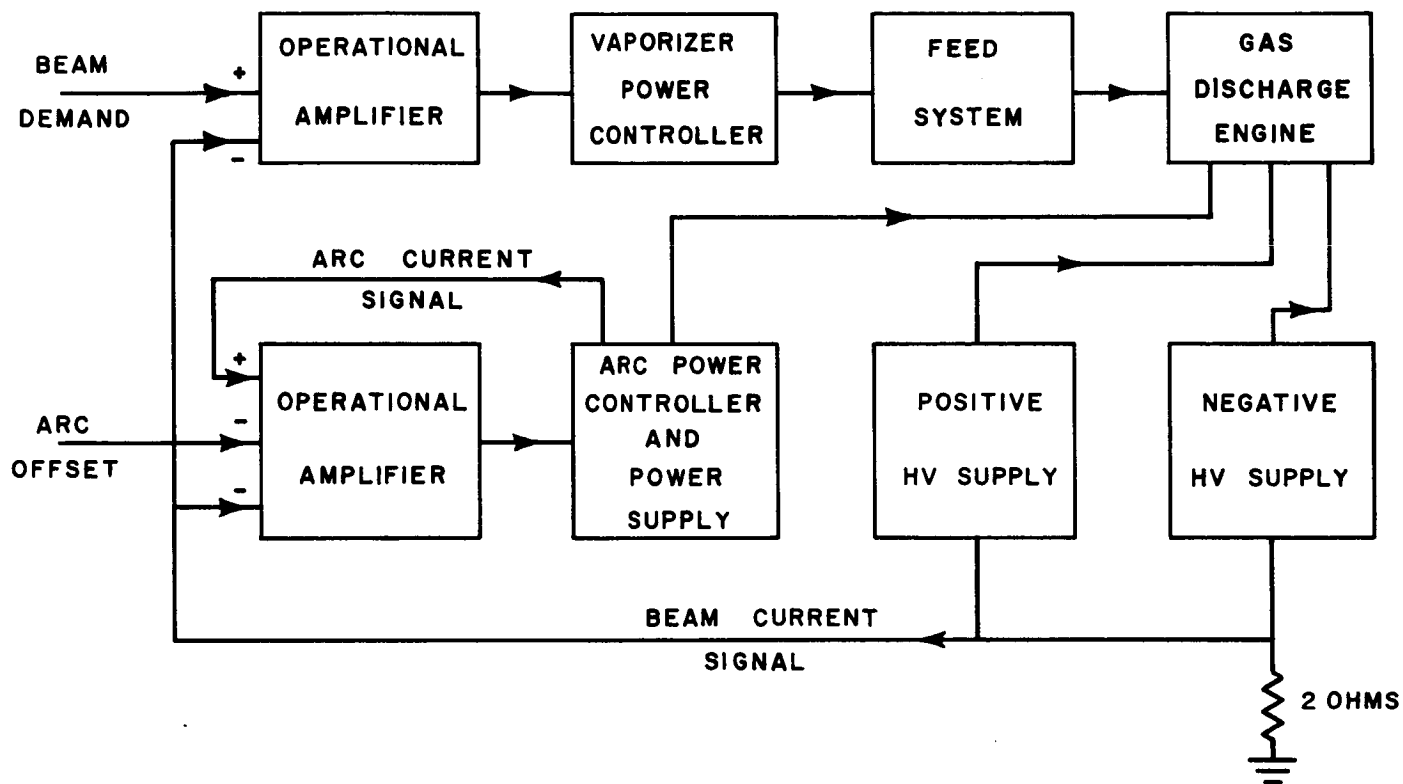 BEAM
DEMAND
+
-
OPERATIONAL
AMPLIFIER
VAPORIZER
POWER
CONTROLLER
FEED
SYSTEM
GAS
DISCHARGE
ENGINE
ARC CURRENT
SIGNAL
ARC
OFFSET
+
-
-
OPERATIONAL
AMPLIFIER
ARC POWER
CONTROLLER
AND
POWER
SUPPLY
POSITIVE
HV SUPPLY
NEGATIVE
HV SUPPLY
BEAM CURRENT
SIGNAL
2 OHMS